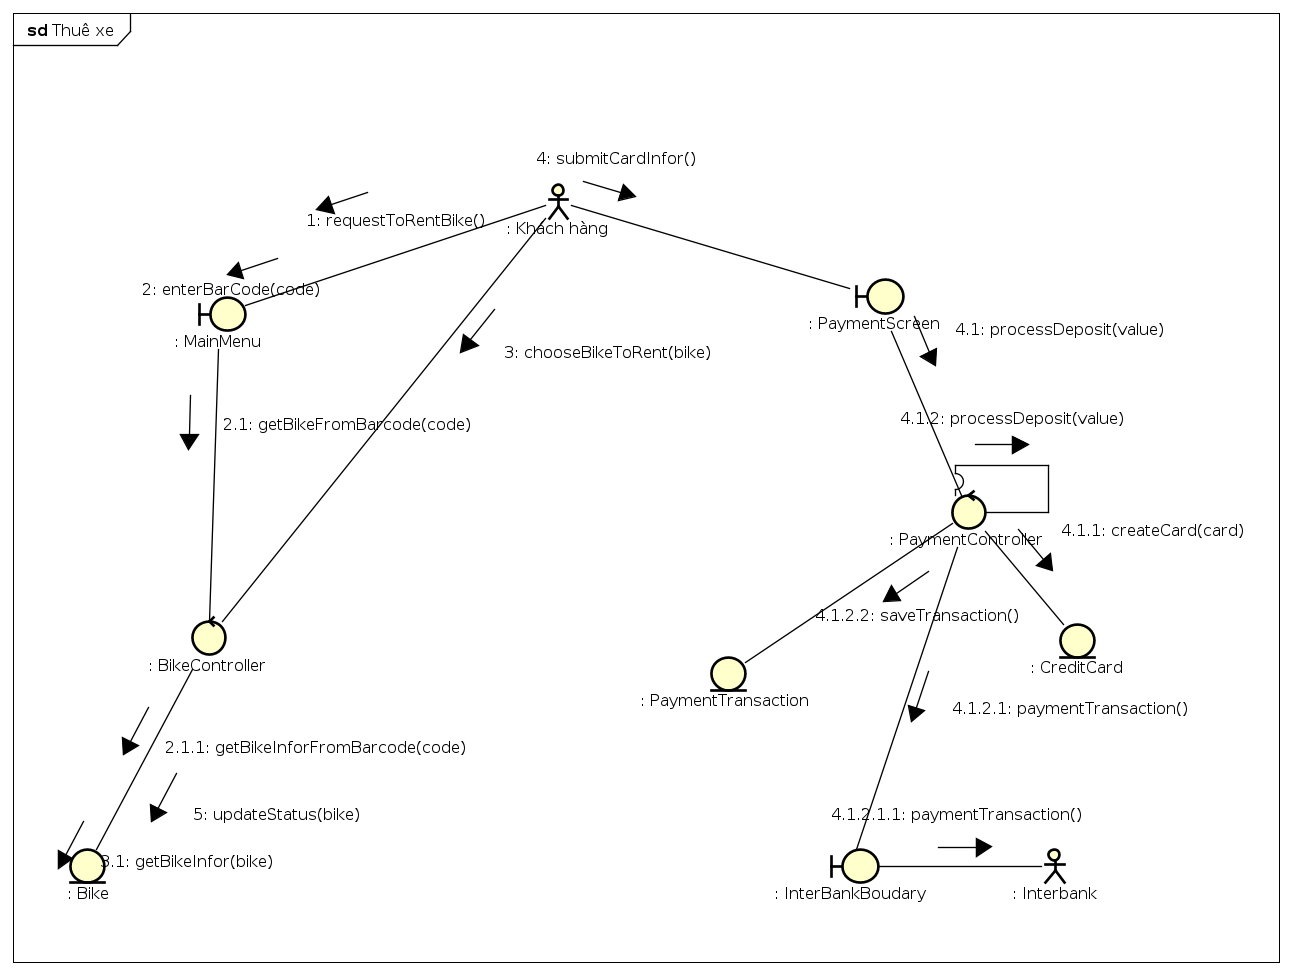 sd Thuê xe
4: submitCardInfor()
1: requestToRentBike()
: Khách hàng
2: enterBarCode(code)
: MainMenu
: PaymentScreen
4.1: processDeposit(value)
3: chooseBikeToRent(bike)
2.1: getBikeFromBarcode(code)
4.1.2: processDeposit(value)
: PaymentController
4.1.1: createCard(card)
4.1.2.2: saveTransaction()
: BikeController
: CreditCard
: PaymentTransaction
4.1.2.1: paymentTransaction()
2.1.1: getBikeInforFromBarcode(code)
5: updateStatus(bike)
4.1.2.1.1: paymentTransaction()
3.1: getBikeInfor(bike)
: Bike
: InterBankBoudary
: Interbank